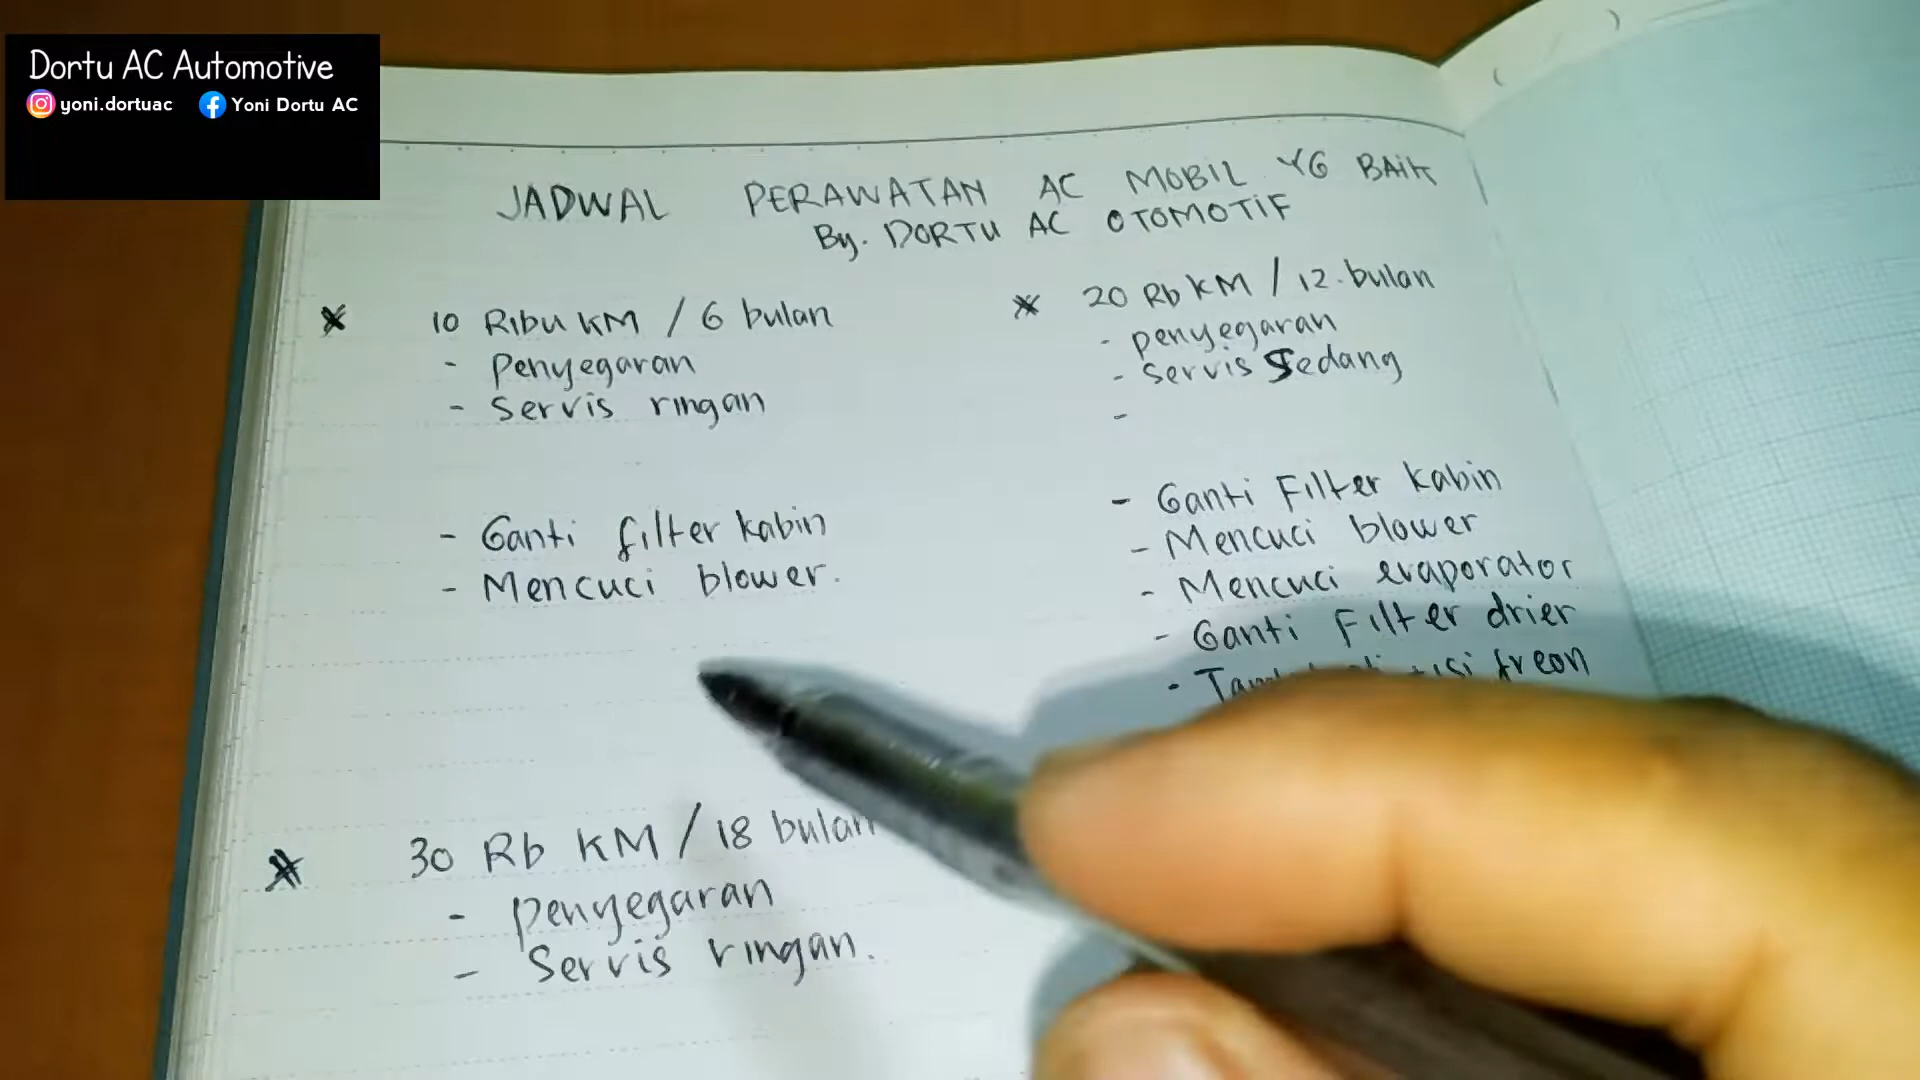 Dortu AC Automotive
yoni.dortuac Yoni Dortu AC
JADWAL PERAWATAN AC MOBIL YG BAIK
By. DORTU AC OTOMOTIF
* 10 Ribu KM / 6 bulan
- Penyegaran
- Servis ringan
- Ganti filter kabin
- Mencuci blower.
* 20 Rb KM / 12 bulan
- penyegaran
- Servis Sedang
-
- Ganti Filter kabin
- Mencuci blower
- Mencuci evaporator
- Ganti Filter drier
- isi freon
* 30 Rb KM / 18 bulan
- penyegaran
- Servis ringan.